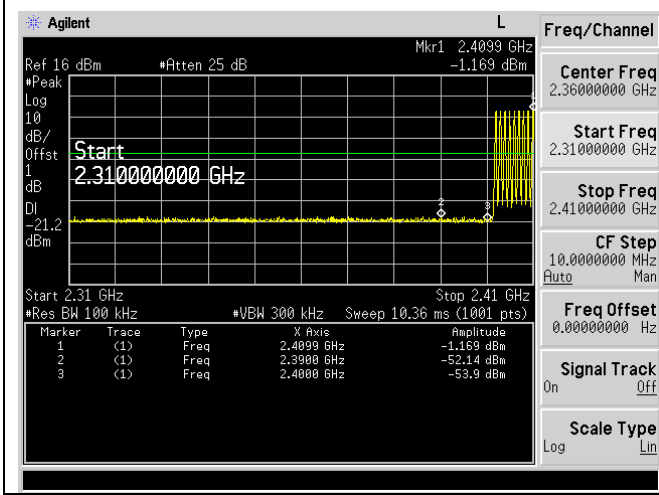 Agilent L
Mkr1 2.4099 GHz
Ref 16 dBm #Atten 25 dB -1.169 dBm
#Peak
Log
10
dB/
Offst
1
dB
DI
-21.2
dBm
1
2
3
Start
2.310000000 GHz
Start 2.31 GHz Stop 2.41 GHz
#Res BW 100 kHz #VBW 300 kHz Sweep 10.36 ms (1001 pts)
Marker Trace Type X Axis Amplitude
1 (1) Freq 2.4099 GHz -1.169 dBm
2 (1) Freq 2.3900 GHz -52.14 dBm
3 (1) Freq 2.4000 GHz -53.9 dBm
Freq/Channel
Center Freq
2.36000000 GHz
Start Freq
2.31000000 GHz
Stop Freq
2.41000000 GHz
CF Step
10.0000000 MHz
Auto Man
Freq Offset
0.00000000 Hz
Signal Track
On Off
Scale Type
Log Lin